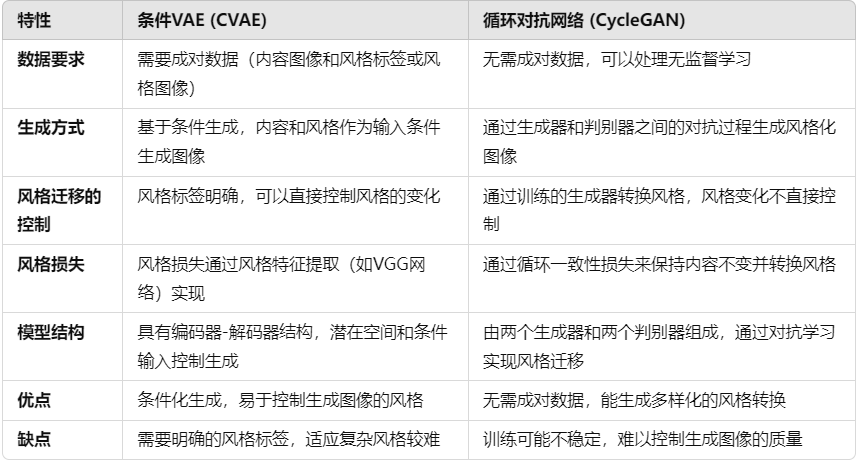 特性 条件VAE (CVAE) 循环对抗网络 (CycleGAN)
数据要求 需要成对数据（内容图像和风格标签或风 无需成对数据，可以处理无监督学习
格图像）
生成方式 基于条件生成，内容和风格作为输入条件 通过生成器和判别器之间的对抗过程生成风格化
生成图像 图像
风格迁移的 风格标签明确，可以直接控制风格的变化 通过训练的生成器转换风格，风格变化不直接控
控制 制
风格损失 风格损失通过风格特征提取（如VGG网 通过循环一致性损失来保持内容不变并转换风格
络）实现
模型结构 具有编码器-解码器结构，潜在空间和条件 由两个生成器和两个判别器组成，通过对抗学习
输入控制生成 实现风格迁移
优点 条件化生成，易于控制生成图像的风格 无需成对数据，能生成多样化的风格转换
缺点 需要明确的风格标签，适应复杂风格较难 训练可能不稳定，难以控制生成图像的质量